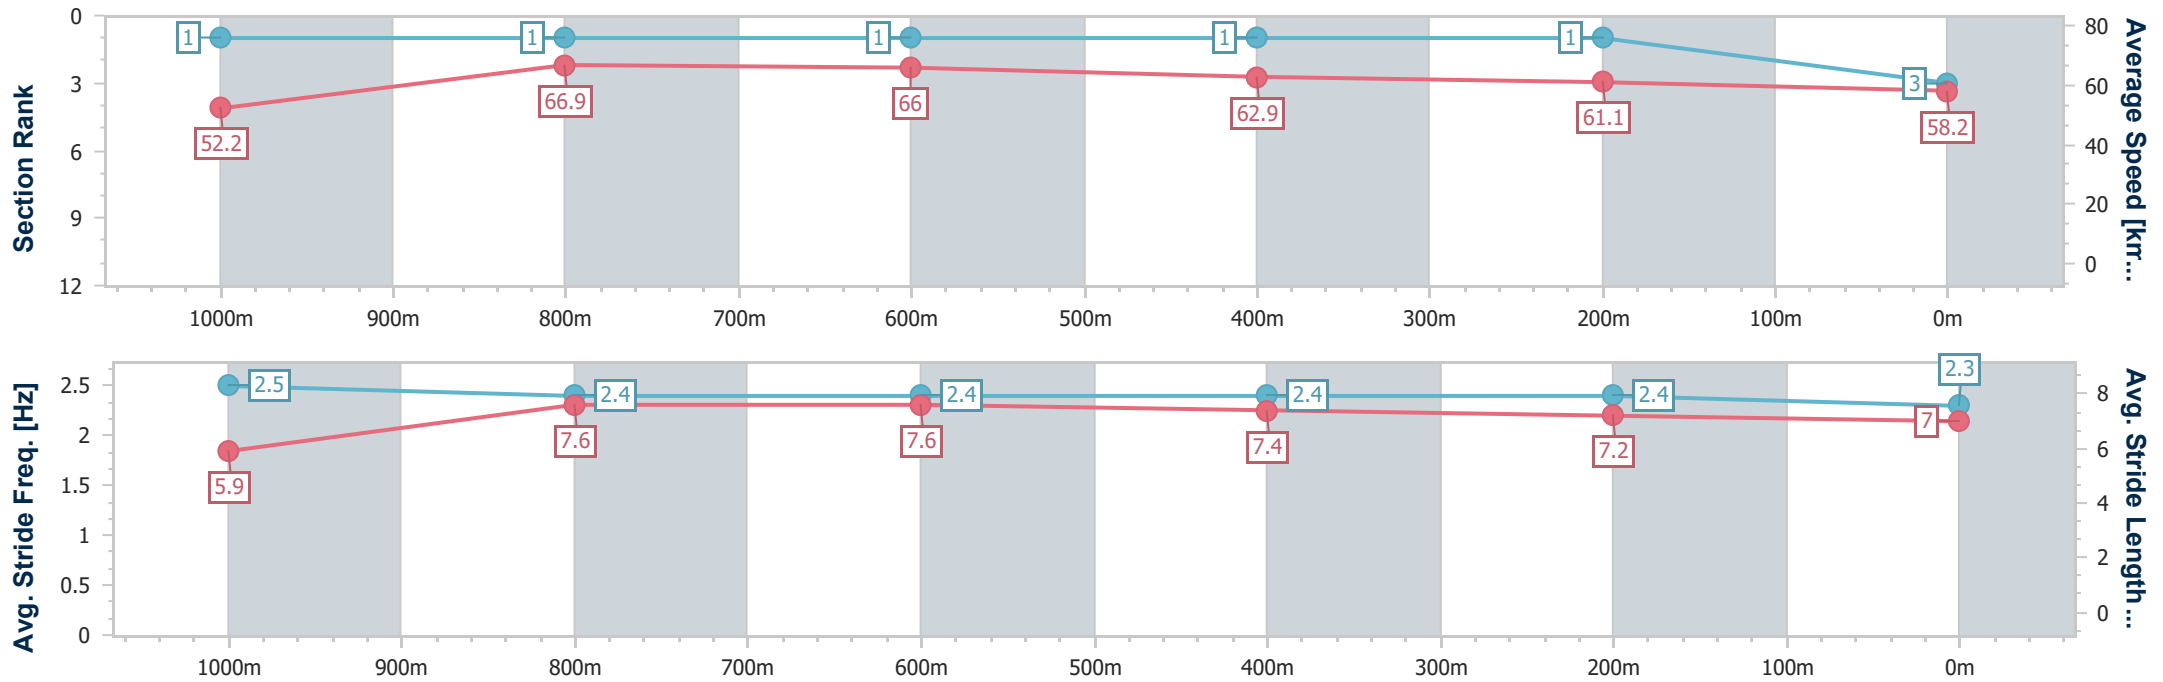 Section Rank
0
3
6
9
12
1
1
1
1
1
3
52.2
66.9
66
62.9
61.1
58.2
80
60
40
20
0
Average Speed [km...
1000m
900m
800m
700m
600m
500m
400m
300m
200m
100m
0m
Avg. Stride Freq. [Hz]
2.5
2
1.5
1
0.5
0
2.5
2.4
2.4
2.4
2.4
2.3
5.9
7.6
7.6
7.4
7.2
7
8
6
4
2
0
Avg. Stride Length ...
1000m
900m
800m
700m
600m
500m
400m
300m
200m
100m
0m